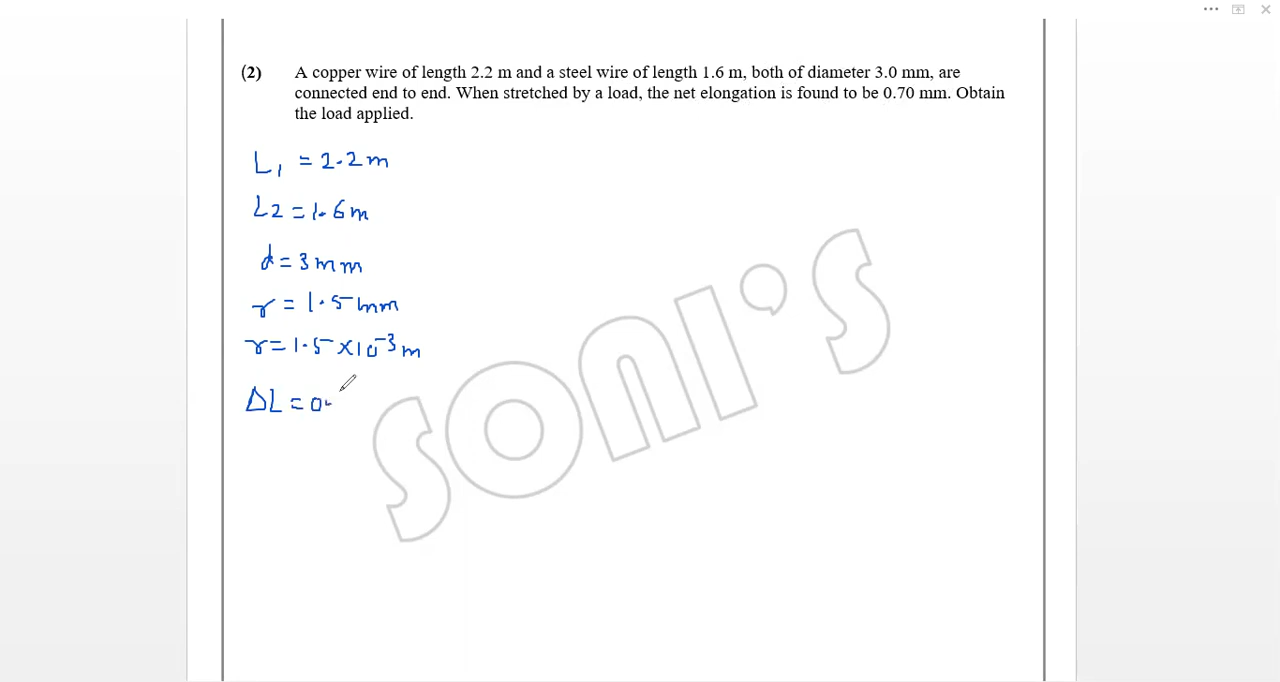 (2) A copper wire of length 2.2 m and a steel wire of length 1.6 m, both of diameter 3.0 mm, are
connected end to end. When stretched by a load, the net elongation is found to be 0.70 mm. Obtain
the load applied.
L₁ = 2.2 m
L2 = 1.6 m
d = 3 mm
r = 1.5 mm
r = 1.5 × 10⁻³ m
ΔL = 0.
SONI'S